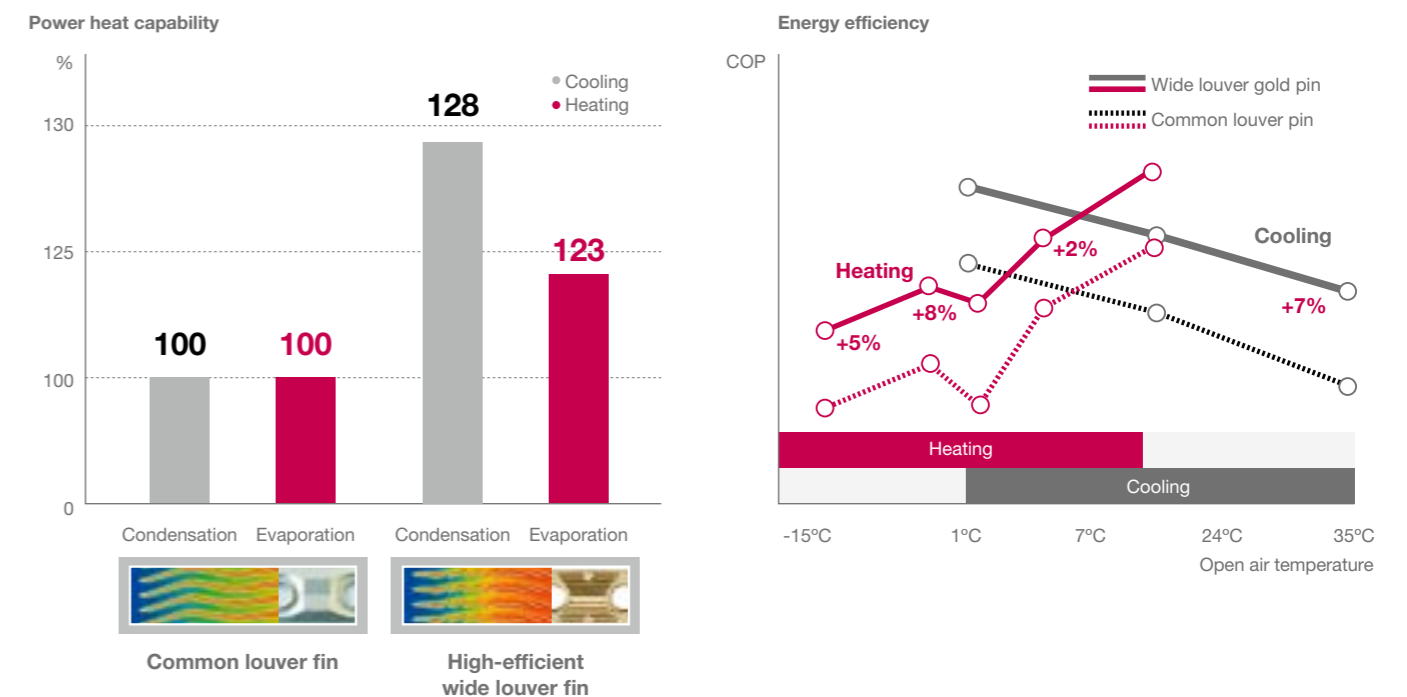 Power heat capability
%
Cooling
Heating
130
125
100
0
100
100
128
123
Condensation
Evaporation
Condensation
Evaporation
Common louver fin
High-efficient
wide louver fin
Energy efficiency
COP
Wide louver gold pin
Common louver pin
Heating
Cooling
+5%
+8%
+2%
+7%
Heating
Cooling
-15ºC
1ºC
7ºC
24ºC
35ºC
Open air temperature